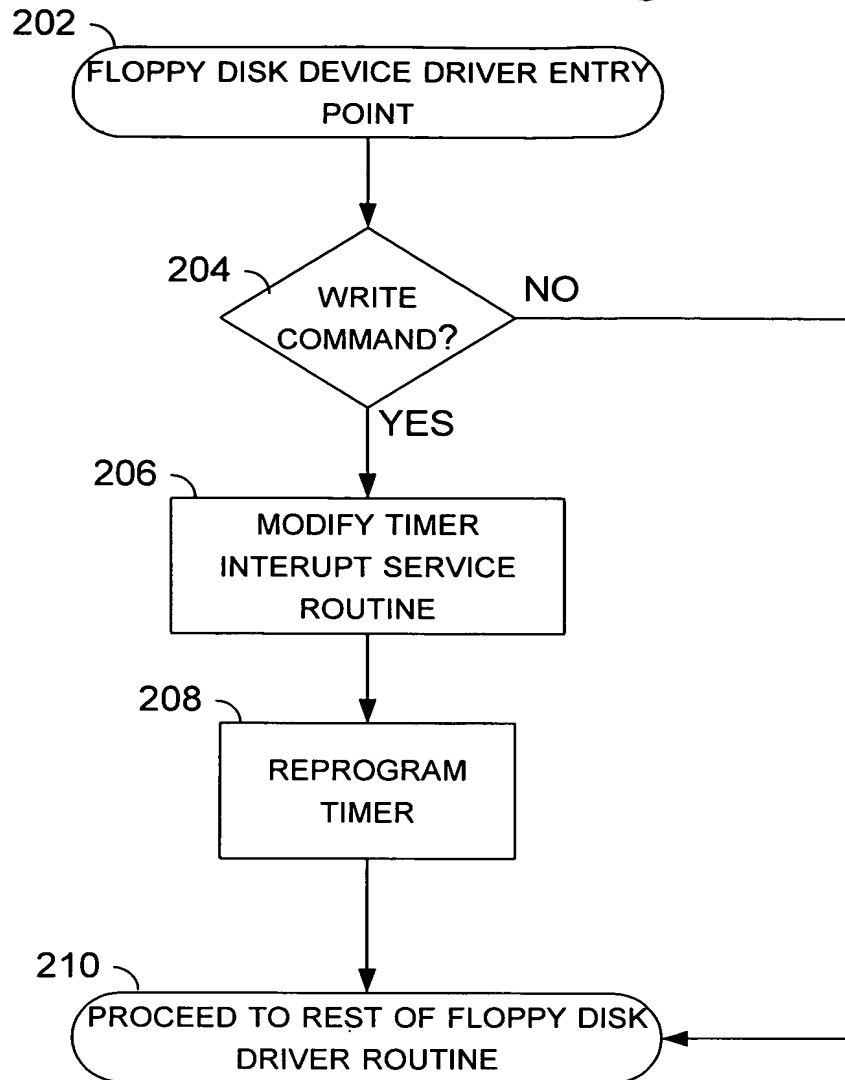 202
FLOPPY DISK DEVICE DRIVER ENTRY
POINT
204
WRITE
COMMAND?
NO
YES
206
MODIFY TIMER
INTERUPT SERVICE
ROUTINE
208
REPROGRAM
TIMER
210
PROCEED TO REST OF FLOPPY DISK
DRIVER ROUTINE